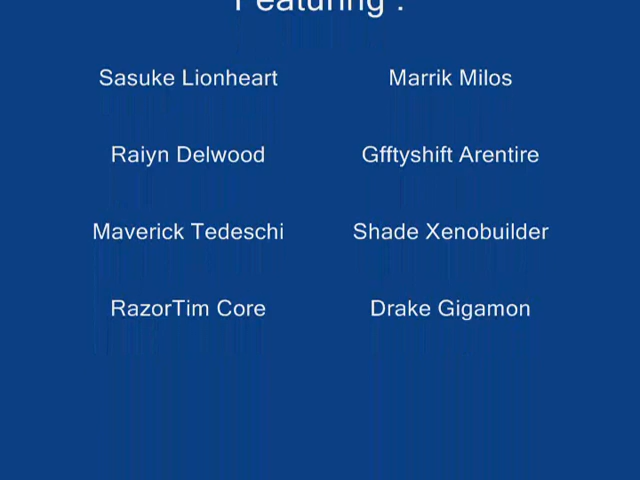 Featuring :
Sasuke Lionheart Marrik Milos
Raiyn Delwood Gfftyshift Arentire
Maverick Tedeschi Shade Xenobuilder
RazorTim Core Drake Gigamon